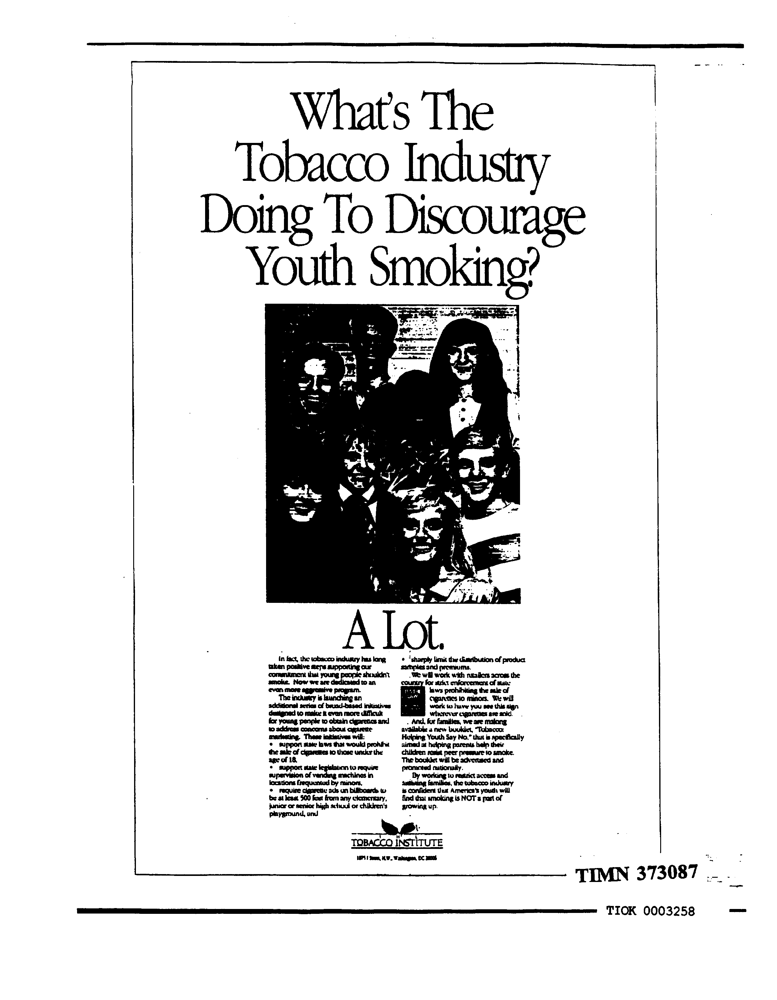 What's The
Tobacco Industry
Doing To Discourage
Youth Smoking?
A Lot.
In fact, the tobacco industry has long
taken positive steps supporting our
commitment that young people shouldn't
smoke. Now we are dedicated to an
even more aggressive program.
The industry is launching an
additional series of broad-based initiatives
designed to make it even more difficult
for young people to obtain cigarettes and
to address concerns about cigarette
marketing. These initiatives will:
• support state laws that would prohibit
the sale of cigarettes to those under the
age of 18,
• support state legislation to require
supervision of vending machines in
locations frequented by minors,
• require cigarette ads on billboards to
be at least 500 feet from any elementary,
junior or senior high school or children's
playground, and
• sharply limit the distribution of product
samples and premiums.
We will work with retailers across the
country for strict enforcement of state
laws prohibiting the sale of
cigarettes to minors. We will
work to have you see this sign
wherever cigarettes are sold.
And, for families, we are making
available a new booklet, "Tobacco:
Helping Youth Say No," that is specifically
aimed at helping parents help their
children resist peer pressure to smoke.
The booklet will be advertised and
promoted nationally.
By working to restrict access and
assisting families, the tobacco industry
is confident that America's youth will
find that smoking is NOT a part of
growing up.
TOBACCO INSTITUTE
1875 I Street, N.W., Washington, DC 20006
TIMN 373087
TIOK 0003258